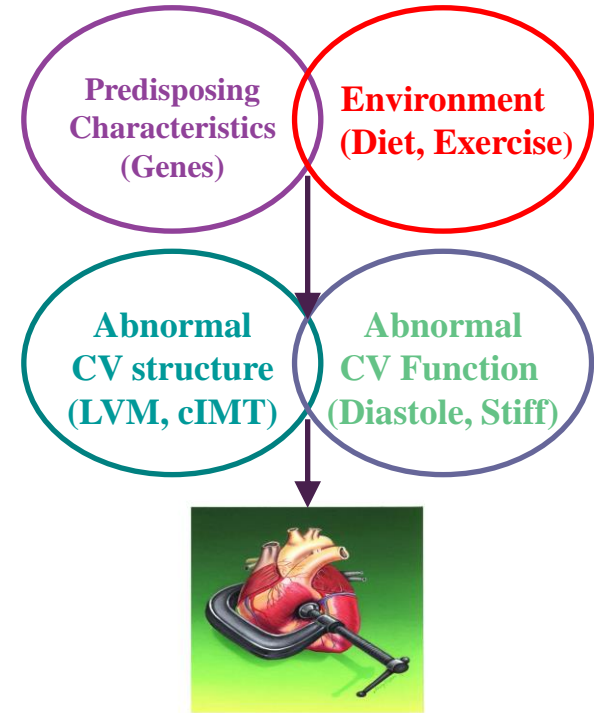 Predisposing
Characteristics
(Genes)
Environment
(Diet, Exercise)
Abnormal
CV structure
(LVM, cIMT)
Abnormal
CV Function
(Diastole, Stiff)